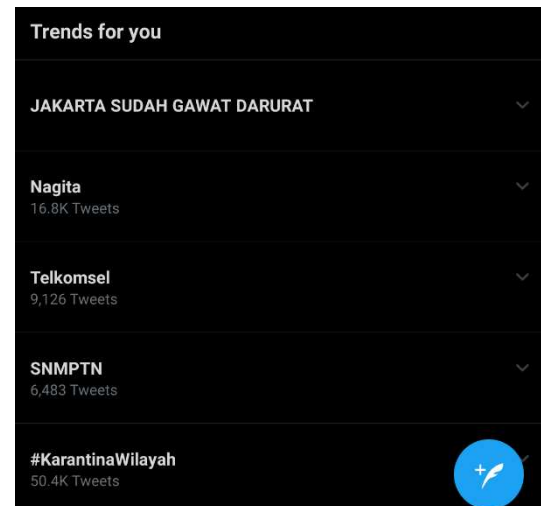 Trends for you
JAKARTA SUDAH GAWAT DARURAT
Nagita
16.8K Tweets
Telkomsel
9,126 Tweets
SNMPTN
6,483 Tweets
#KarantinaWilayah
50.4K Tweets